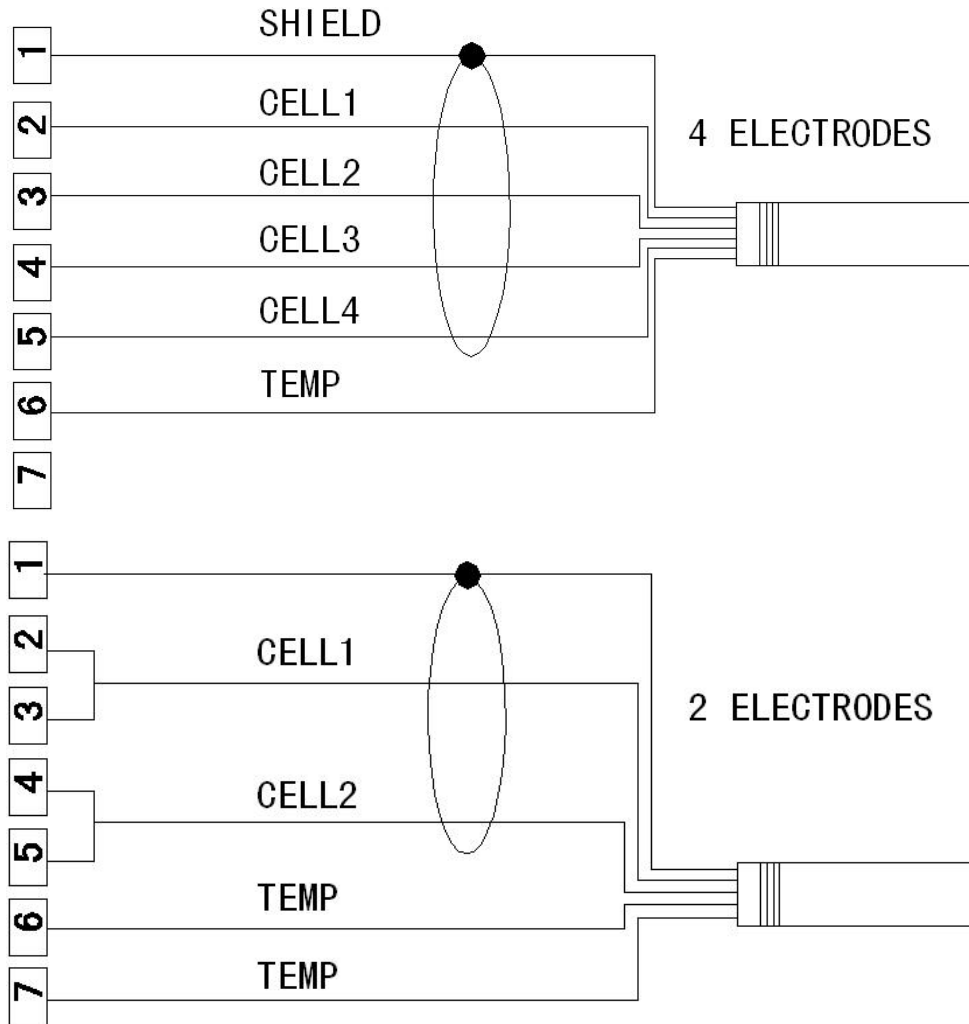 SHIELD
1
CELL1
2
4 ELECTRODES
CELL2
3
CELL3
4
CELL4
5
TEMP
6
7
1
2
CELL1
3
2 ELECTRODES
4
CELL2
5
TEMP
6
TEMP
7